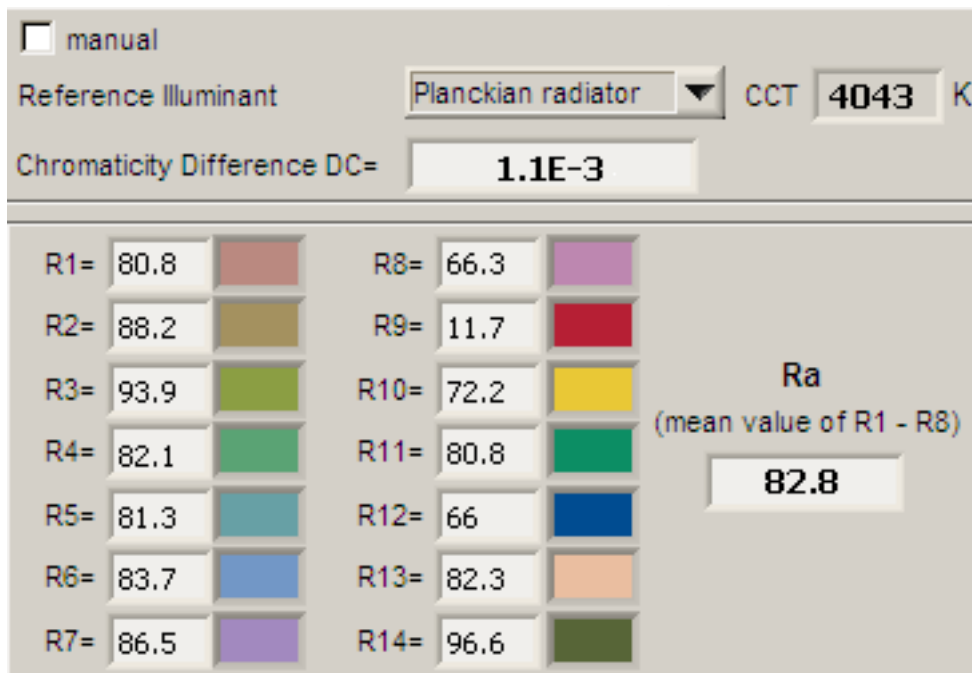 manual
Reference Illuminant Planckian radiator CCT 4043 K
Chromaticity Difference DC= 1.1E-3
R1= 80.8 R8= 66.3
R2= 88.2 R9= 11.7
R3= 93.9 R10= 72.2
R4= 82.1 R11= 80.8
R5= 81.3 R12= 66
R6= 83.7 R13= 82.3
R7= 86.5 R14= 96.6
Ra
(mean value of R1 - R8)
82.8